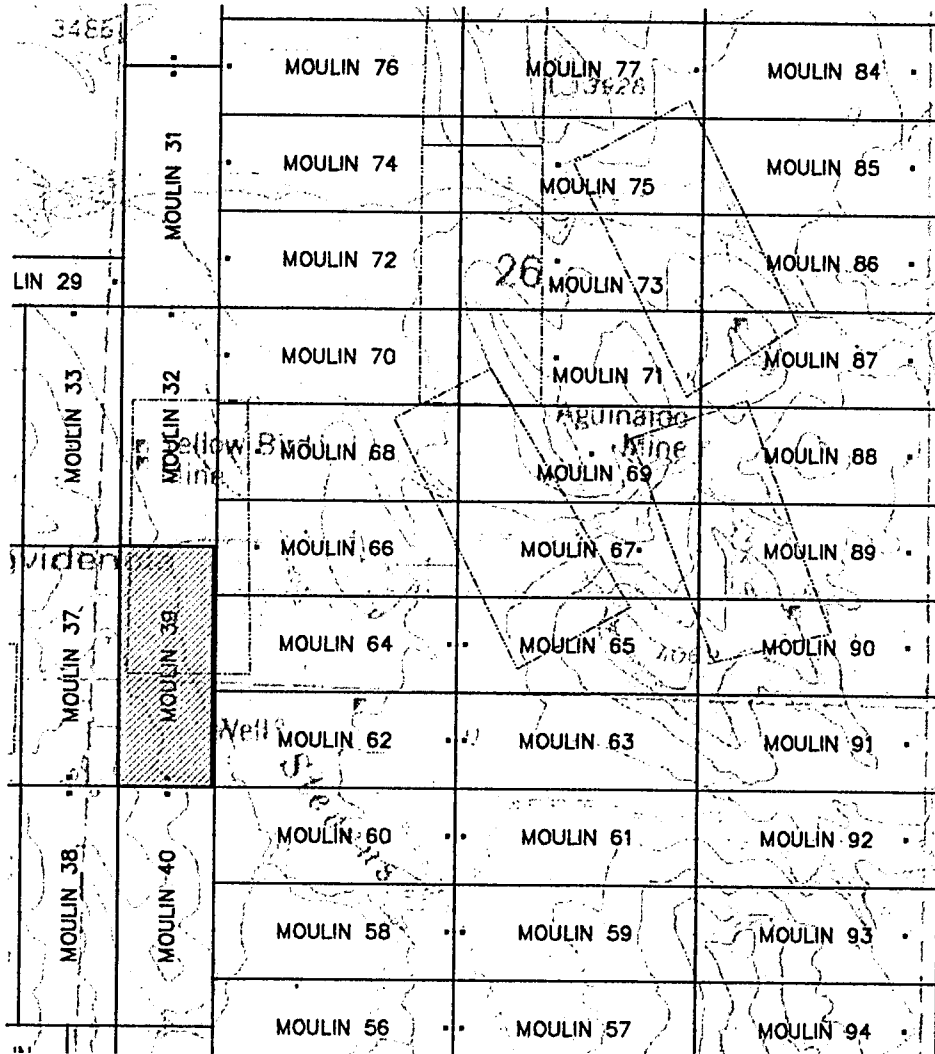 3486
MOULIN 76
MOULIN 77
3928
MOULIN 84
MOULIN 31
MOULIN 74
MOULIN 75
MOULIN 85
MOULIN 72
26
MOULIN 73
MOULIN 86
LIN 29
MOULIN 33
MOULIN 32
MOULIN 70
MOULIN 71
MOULIN 87
Aguinaldo
Mine
ellow Bird
ine
MOULIN 68
MOULIN 69
MOULIN 88
MOULIN 66
MOULIN 67
MOULIN 89
MOULIN 37
MOULIN 39
MOULIN 64
MOULIN 65
MOULIN 90
Well
MOULIN 62
MOULIN 63
MOULIN 91
MOULIN 38
MOULIN 40
MOULIN 60
MOULIN 61
MOULIN 92
MOULIN 58
MOULIN 59
MOULIN 93
MOULIN 56
MOULIN 57
MOULIN 94